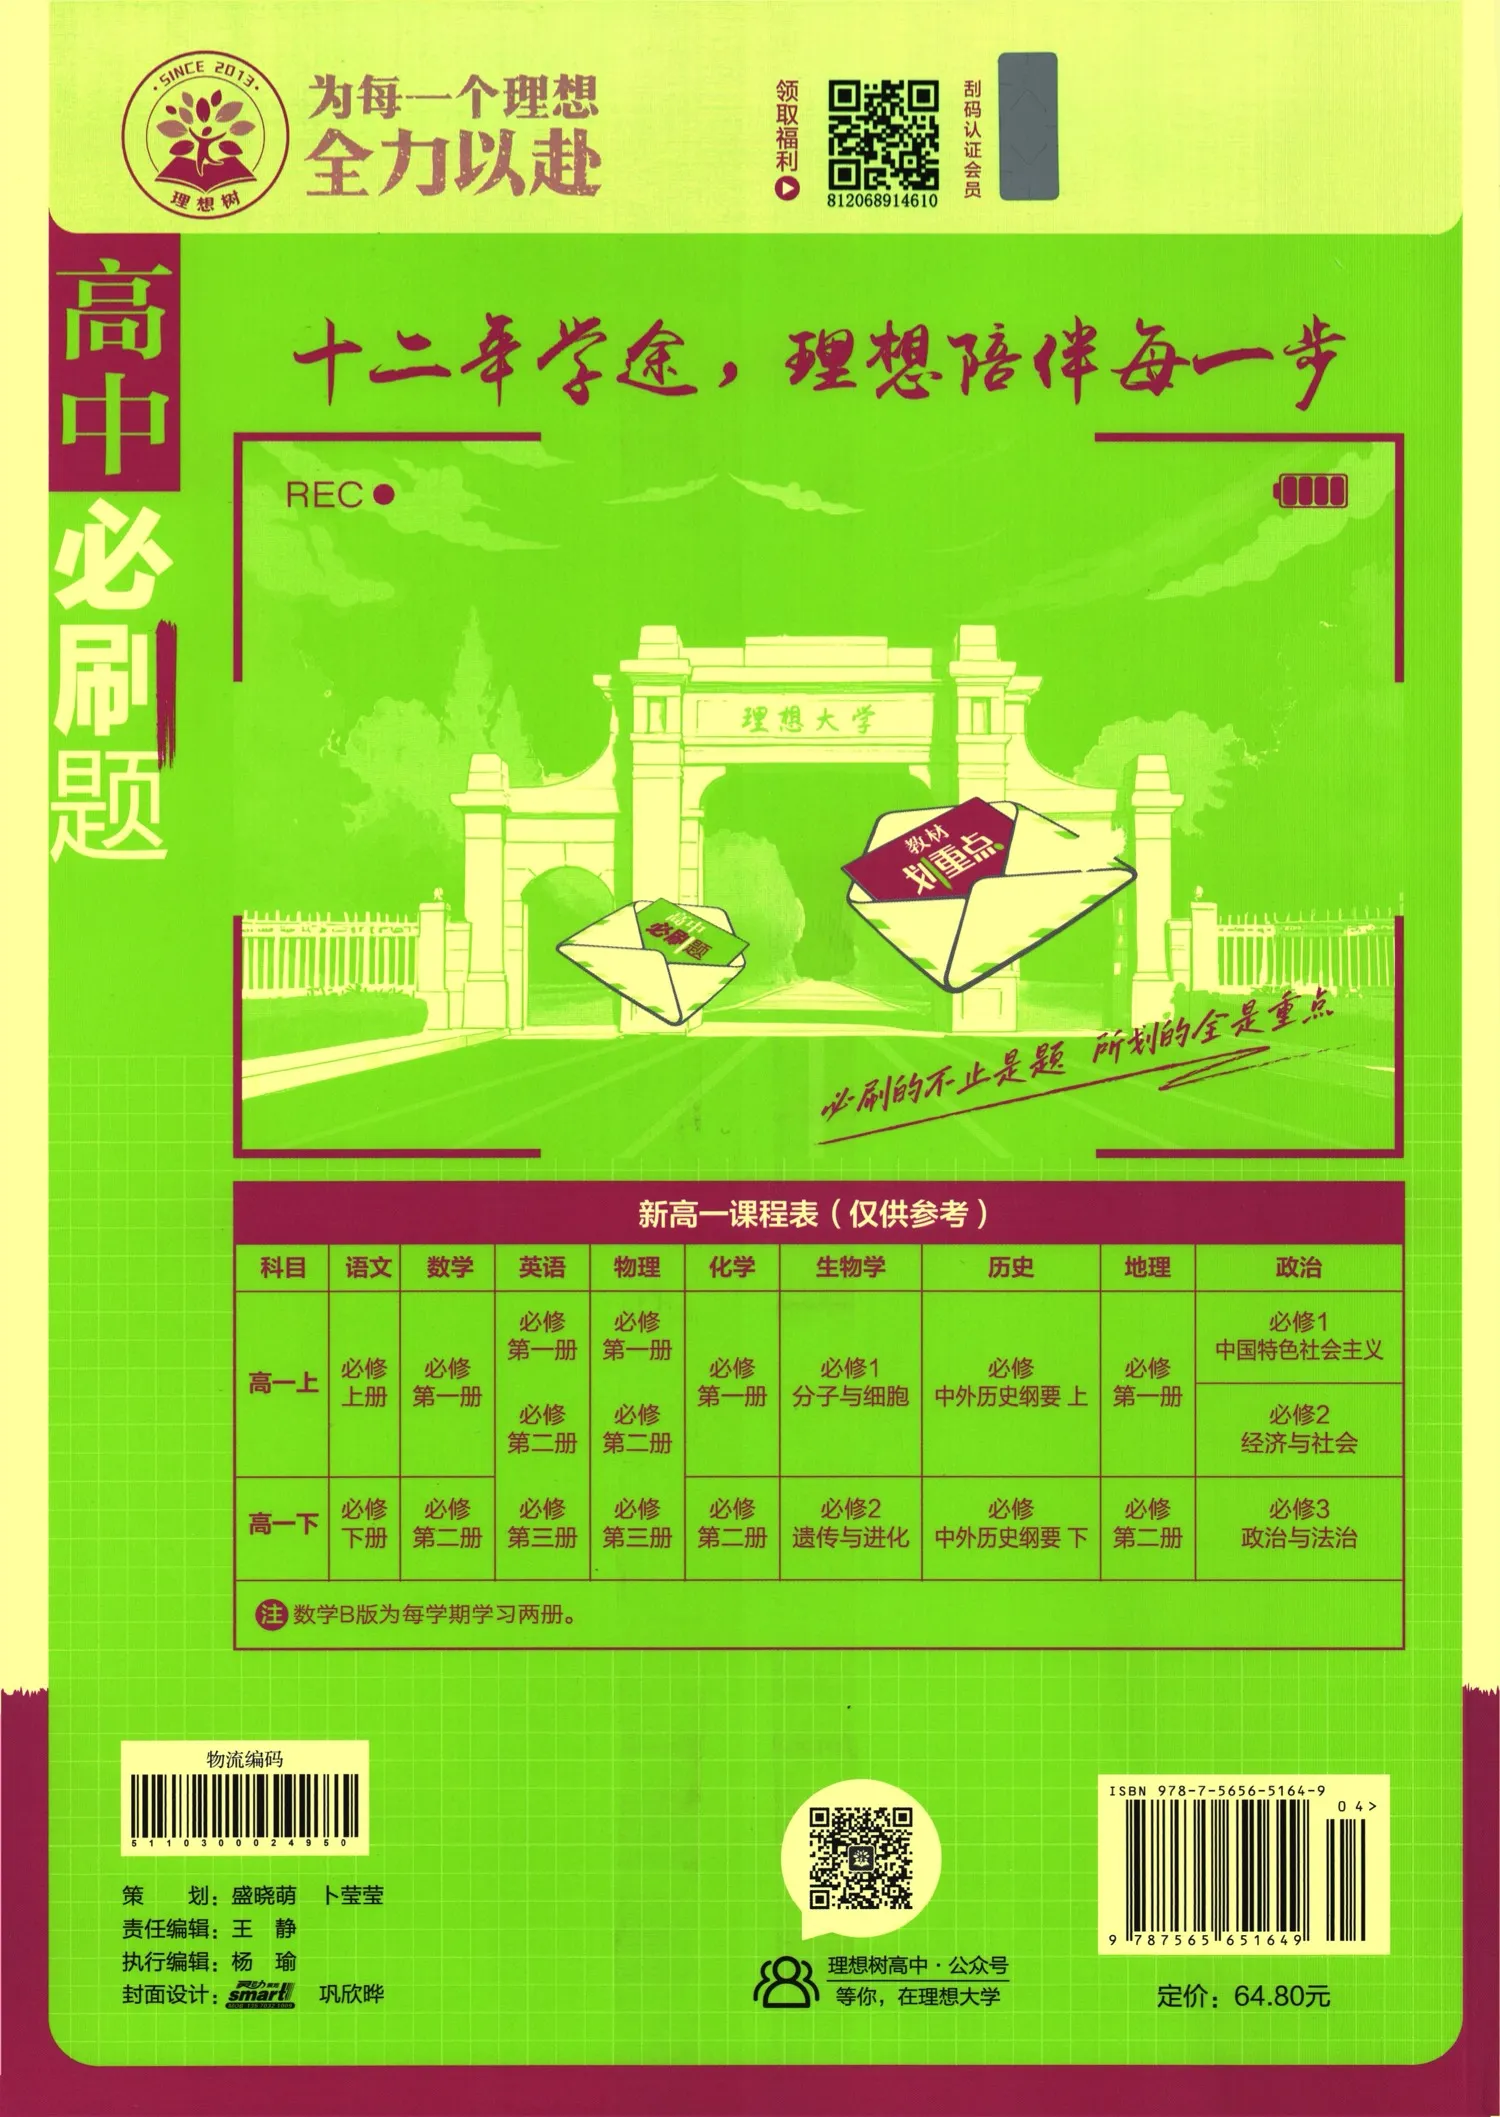 SINCE 2013
理想树
为每一个理想
全力以赴
领取福利
812068914610
刮码认证会员
高中
必刷题
十二年学途，理想陪伴每一步
REC
理想大学
教材
划重点
高中
必刷题
必刷的不止是题 所划的全是重点
新高一课程表（仅供参考）
科目 语文 数学 英语 物理 化学 生物学 历史 地理 政治
高一上
必修
上册
必修
第一册
必修
第一册
必修
第二册
必修
第一册
必修
第二册
必修
第一册
必修1
分子与细胞
必修
中外历史纲要 上
必修
第一册
必修1
中国特色社会主义
必修2
经济与社会
高一下
必修
下册
必修
第二册
必修
第三册
必修
第三册
必修
第二册
必修2
遗传与进化
必修
中外历史纲要 下
必修
第二册
必修3
政治与法治
注 数学B版为每学期学习两册。
物流编码
5110300024950
策 划：盛晓萌 卜莹莹
责任编辑：王 静
执行编辑：杨 瑜
封面设计：smart 巩欣晔
理想树高中·公众号
等你，在理想大学
ISBN 978-7-5656-5164-9
04>
9 787565 651649
定价：64.80元